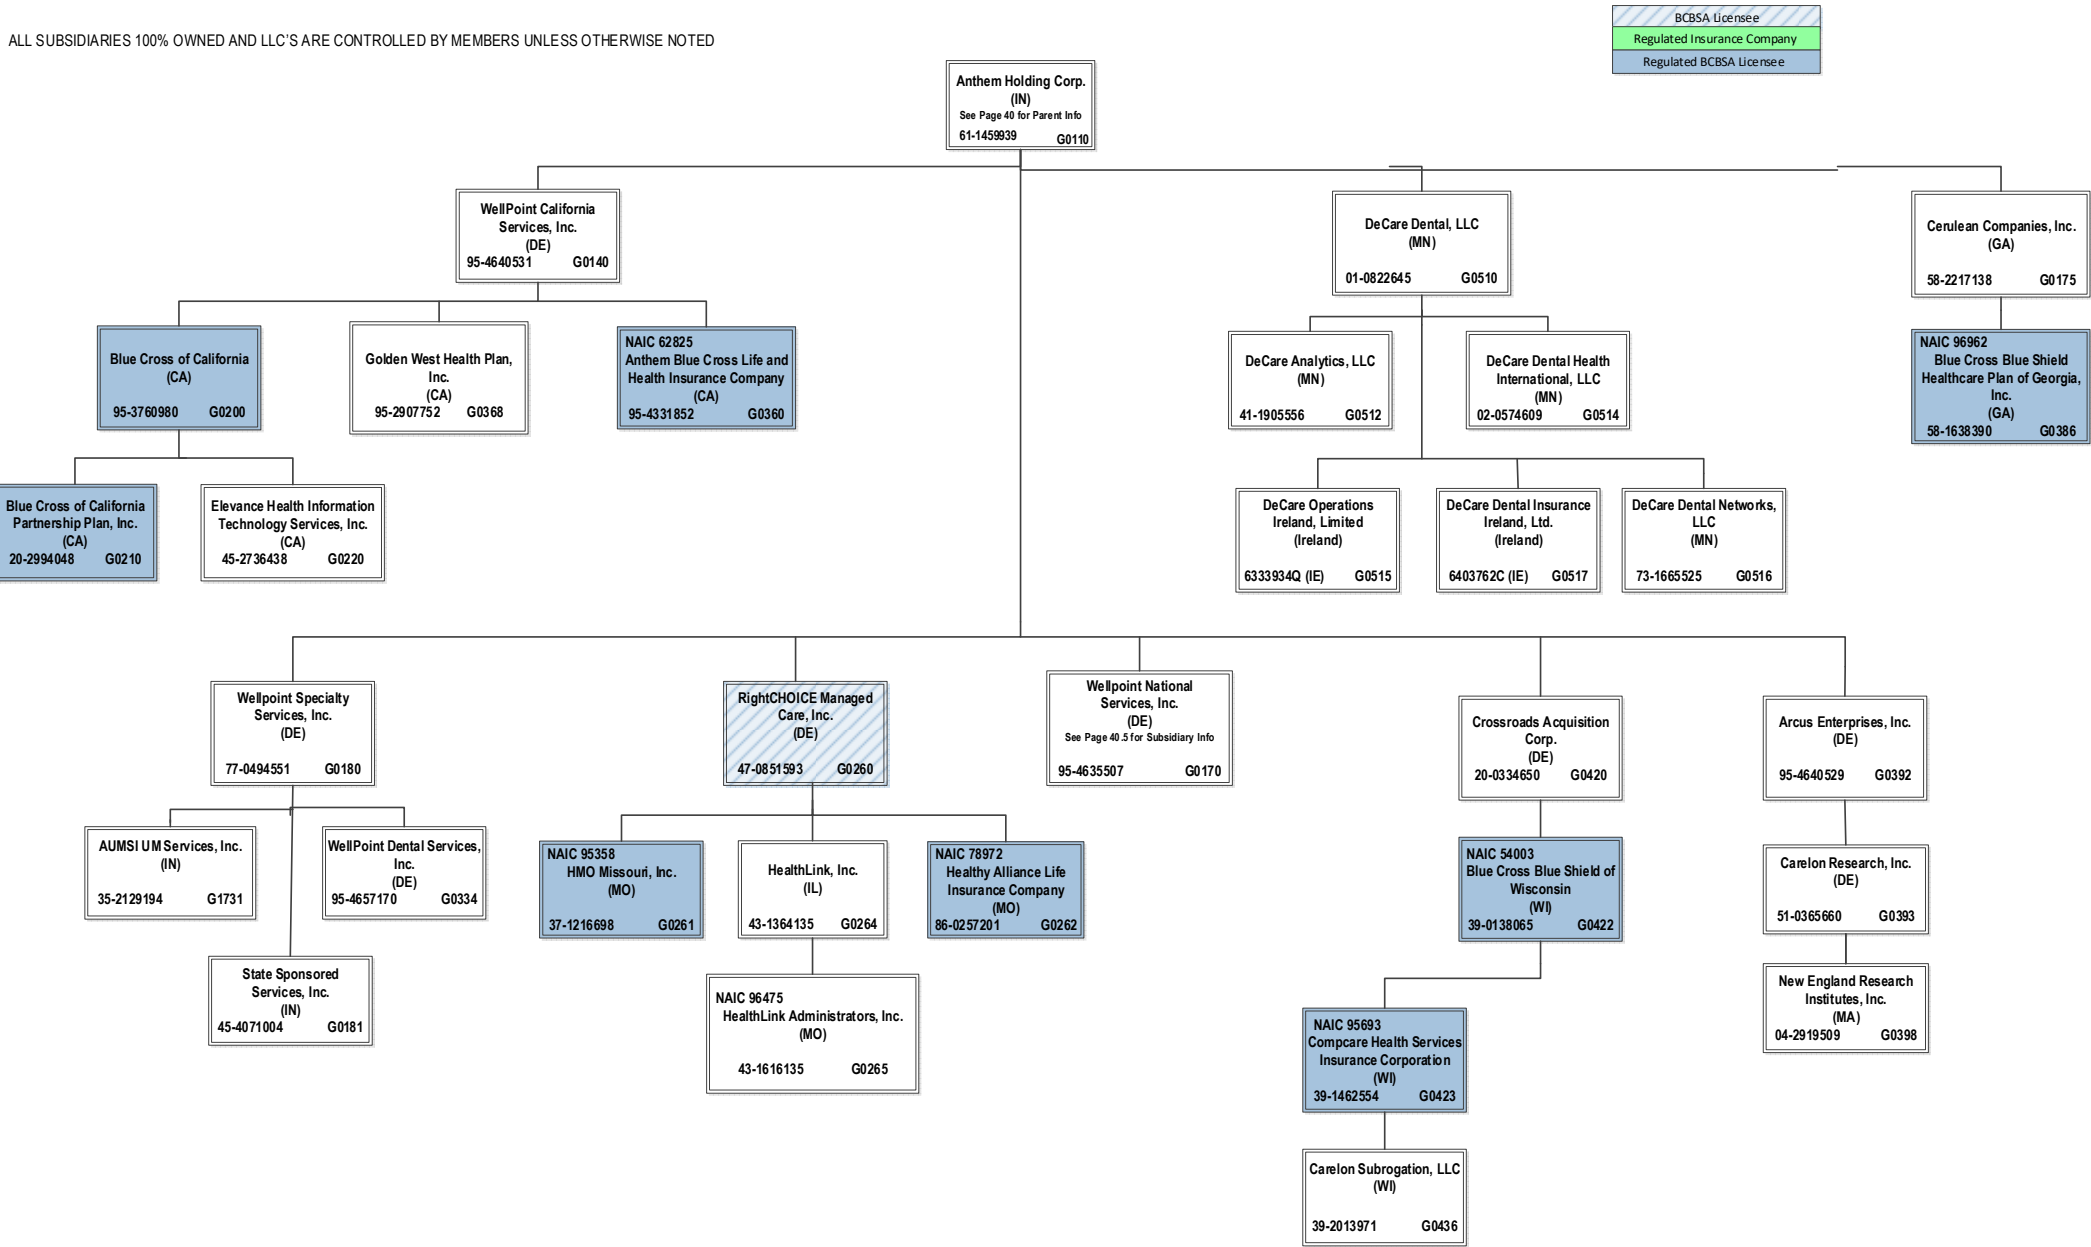 BCBSA Licensee
Regulated Insurance Company
Regulated BCBSA Licensee
ALL SUBSIDIARIES 100% OWNED AND LLC'S ARE CONTROLLED BY MEMBERS UNLESS OTHERWISE NOTED
Anthem Holding Corp.
(IN)
See Page 40 for Parent Info
61-1459939 G0110
WellPoint California
Services, Inc.
(DE)
95-4640531 G0140
DeCare Dental, LLC
(MN)
01-0822645 G0510
Cerulean Companies, Inc.
(GA)
58-2217138 G0175
Blue Cross of California
(CA)
95-3760980 G0200
Golden West Health Plan,
Inc.
(CA)
95-2907752 G0368
NAIC 62825
Anthem Blue Cross Life and
Health Insurance Company
(CA)
95-4331852 G0360
DeCare Analytics, LLC
(MN)
41-1905556 G0512
DeCare Dental Health
International, LLC
(MN)
02-0574609 G0514
NAIC 96962
Blue Cross Blue Shield
Healthcare Plan of Georgia,
Inc.
(GA)
58-1638390 G0386
Blue Cross of California
Partnership Plan, Inc.
(CA)
20-2994048 G0210
Elevance Health Information
Technology Services, Inc.
(CA)
45-2736438 G0220
DeCare Operations
Ireland, Limited
(Ireland)
6333934Q (IE) G0515
DeCare Dental Insurance
Ireland, Ltd.
(Ireland)
6403762C (IE) G0517
DeCare Dental Networks,
LLC
(MN)
73-1665525 G0516
Wellpoint Specialty
Services, Inc.
(DE)
77-0494551 G0180
RightCHOICE Managed
Care, Inc.
(DE)
47-0851593 G0260
Wellpoint National
Services, Inc.
(DE)
See Page 40.5 for Subsidiary Info
95-4635507 G0170
Crossroads Acquisition
Corp.
(DE)
20-0334650 G0420
Arcus Enterprises, Inc.
(DE)
95-4640529 G0392
AUMSI UM Services, Inc.
(IN)
35-2129194 G1731
WellPoint Dental Services,
Inc.
(DE)
95-4657170 G0334
NAIC 95358
HMO Missouri, Inc.
(MO)
37-1216698 G0261
HealthLink, Inc.
(IL)
43-1364135 G0264
NAIC 78972
Healthy Alliance Life
Insurance Company
(MO)
86-0257201 G0262
NAIC 54003
Blue Cross Blue Shield of
Wisconsin
(WI)
39-0138065 G0422
Carelon Research, Inc.
(DE)
51-0365660 G0393
State Sponsored
Services, Inc.
(IN)
45-4071004 G0181
NAIC 96475
HealthLink Administrators, Inc.
(MO)
43-1616135 G0265
New England Research
Institutes, Inc.
(MA)
04-2919509 G0398
NAIC 95693
Compcare Health Services
Insurance Corporation
(WI)
39-1462554 G0423
Carelon Subrogation, LLC
(WI)
39-2013971 G0436